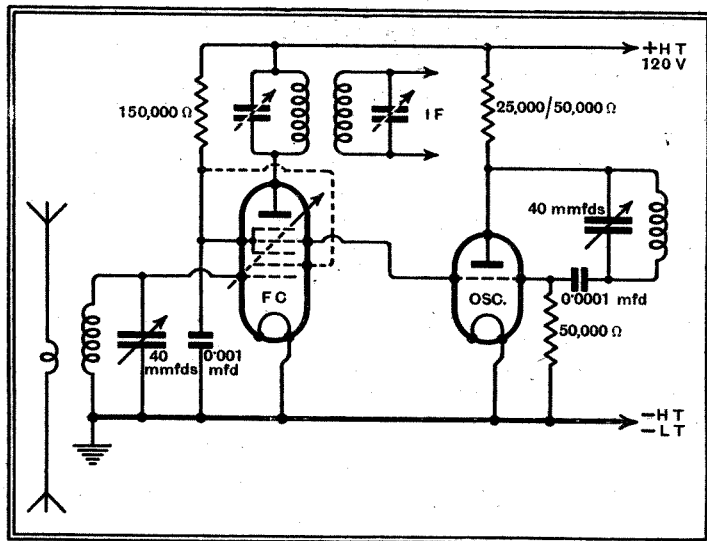 +HT
120 V
150,000 Ω
IF
25,000/50,000 Ω
40 mmfds
FC
OSC.
0·0001 mfd
40
mmfds
0·001
mfd
50,000 Ω
-HT
-LT